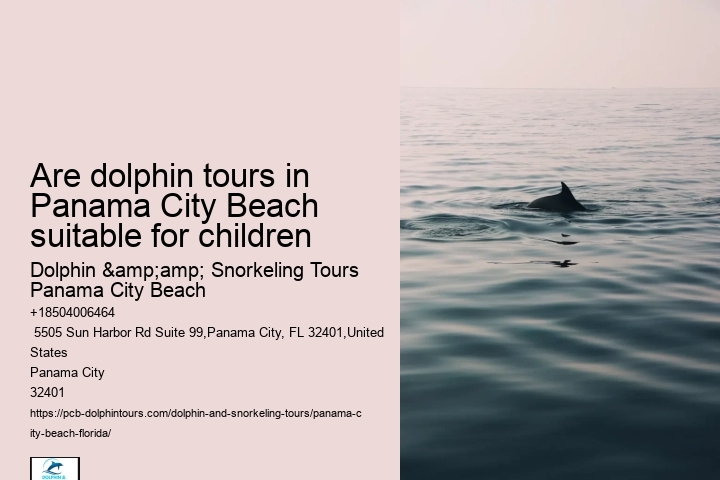 Are dolphin tours in
Panama City Beach
suitable for children
Dolphin &amp;amp; Snorkeling Tours
Panama City Beach
+18504006464
5505 Sun Harbor Rd Suite 99,Panama City, FL 32401,United
States
Panama City
32401
https://pcb-dolphintours.com/dolphin-and-snorkeling-tours/panama-c
ity-beach-florida/
DOLPHIN &